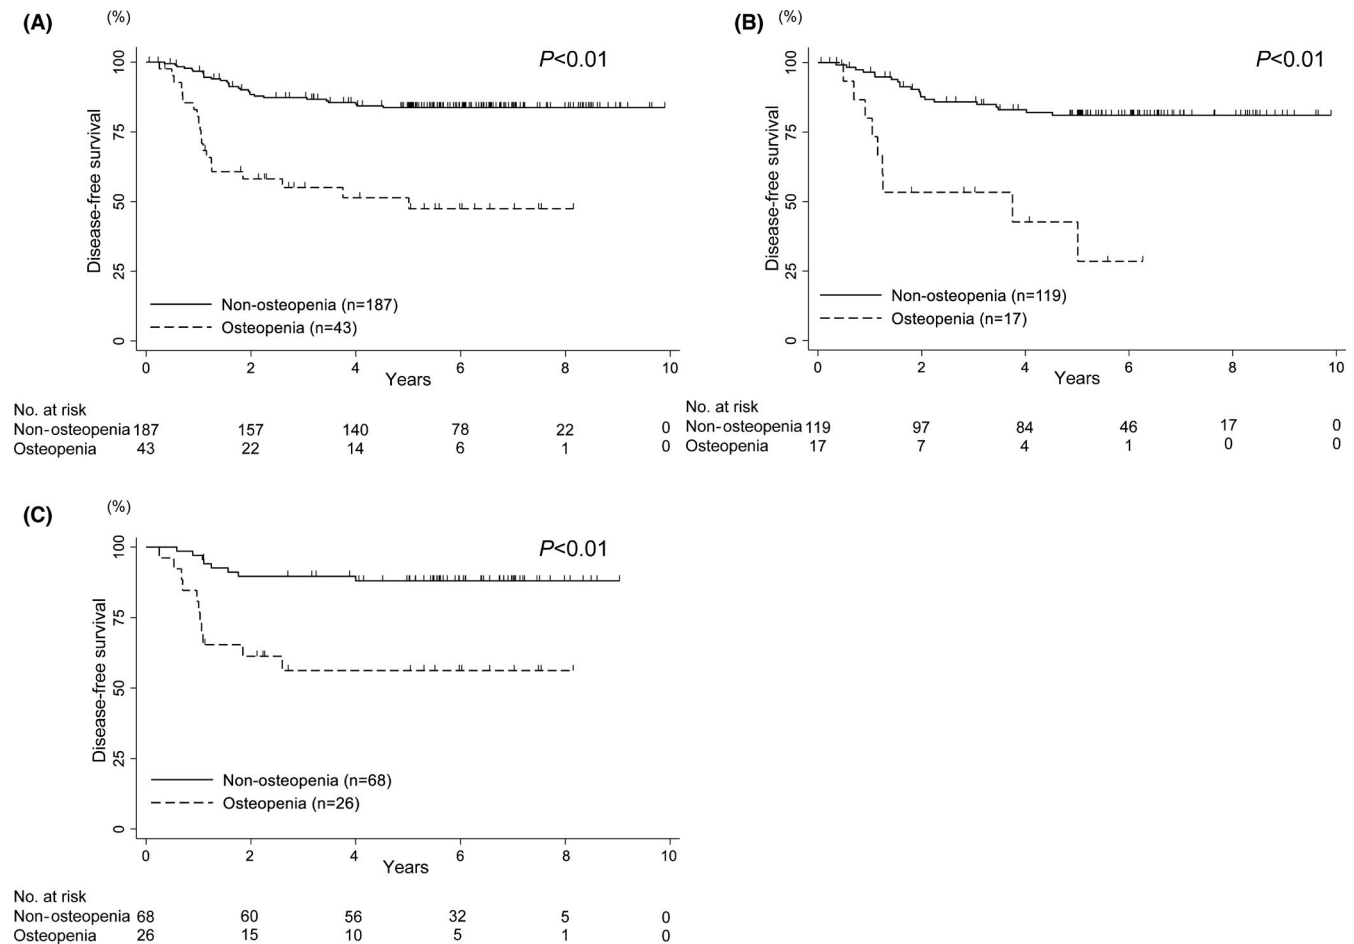 (A)
(%)
P<0.01
Disease-free survival
100
75
50
25
0
Non-osteopenia (n=187)
Osteopenia (n=43)
0 2 4 6 8 10
Years
No. at risk
Non-osteopenia 187 157 140 78 22 0
Osteopenia 43 22 14 6 1 0
(B)
(%)
P<0.01
Disease-free survival
100
75
50
25
0
Non-osteopenia (n=119)
Osteopenia (n=17)
0 2 4 6 8 10
Years
No. at risk
Non-osteopenia 119 97 84 46 17 0
Osteopenia 17 7 4 1 0 0
(C)
(%)
P<0.01
Disease-free survival
100
75
50
25
0
Non-osteopenia (n=68)
Osteopenia (n=26)
0 2 4 6 8 10
Years
No. at risk
Non-osteopenia 68 60 56 32 5 0
Osteopenia 26 15 10 5 1 0